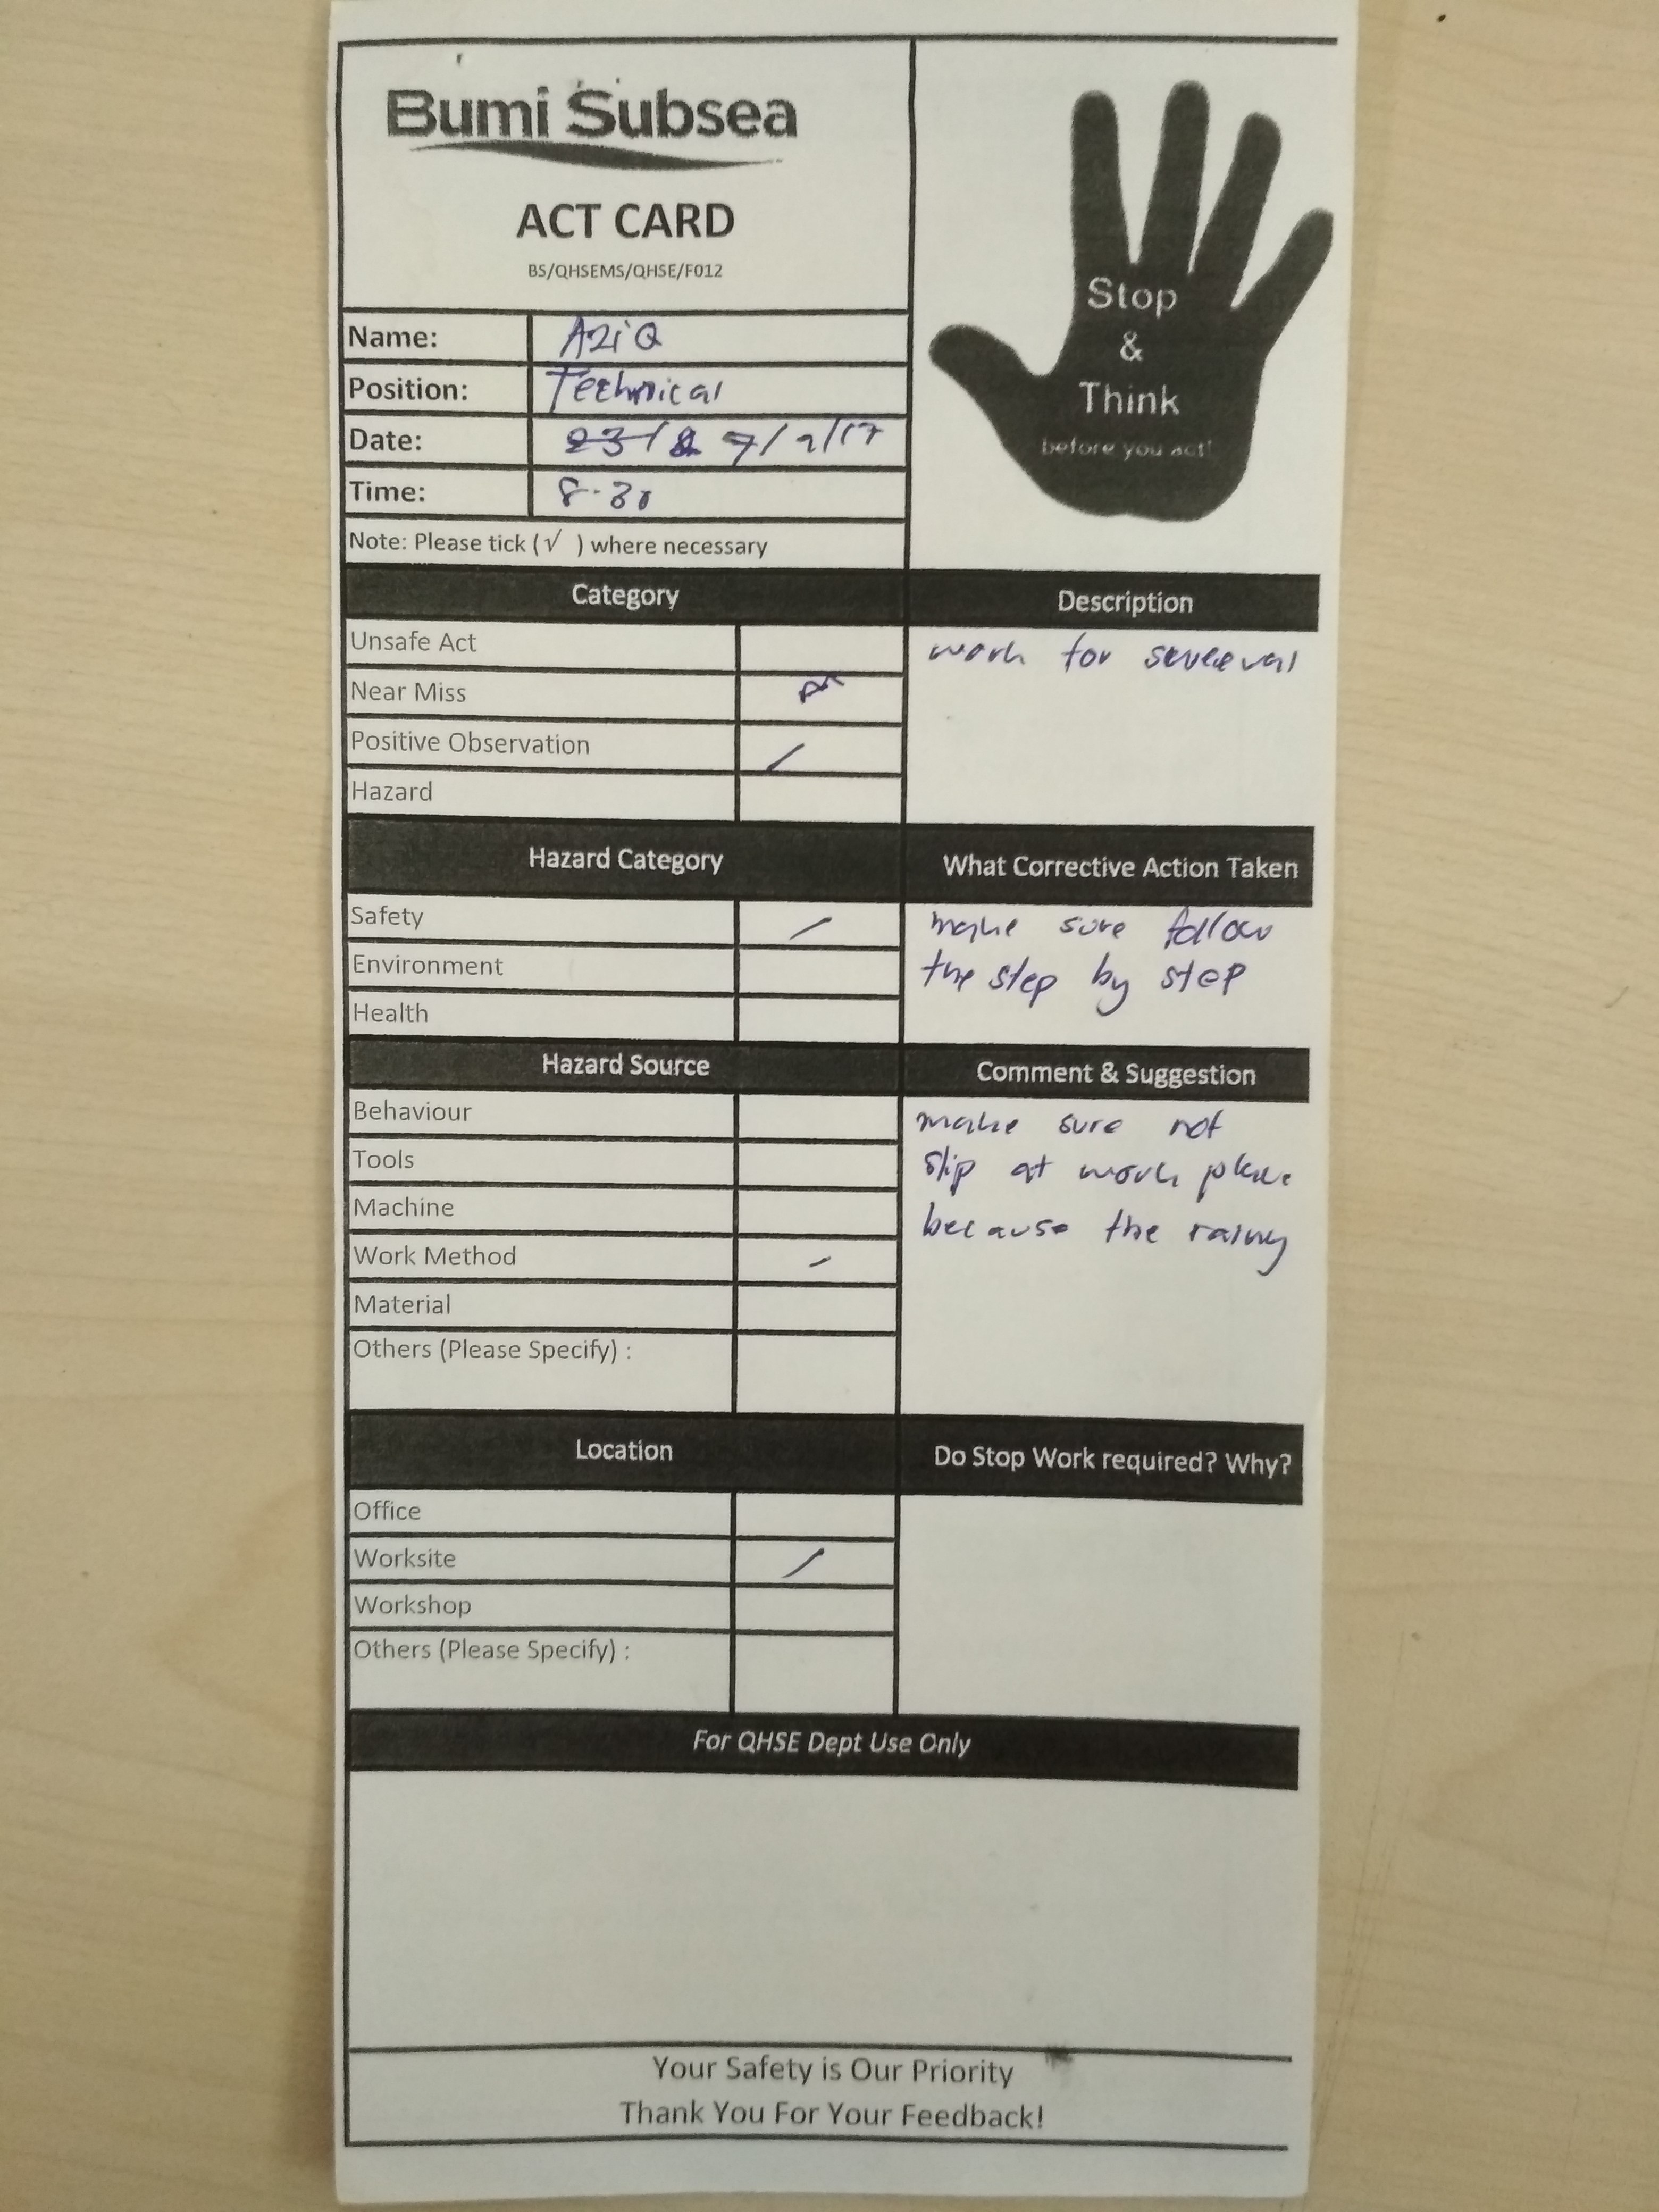 Bumi Subsea
ACT CARD
BS/QHSEMS/QHSE/F012
Stop
&
Think
before you act!
Name: AziQ
Position: Technical
Date: 7/9/17
Time: 8.30
Note: Please tick (√ ) where necessary
Category
Description
Unsafe Act
work for
Near Miss
Positive Observation /
Hazard
Hazard Category
What Corrective Action Taken
Safety /
make sure follow
Environment
the step by step
Health
Hazard Source
Comment & Suggestion
Behaviour
make sure not
Tools
slip at work place
Machine
because the rainy
Work Method /
Material
Others (Please Specify) :
Location
Do Stop Work required? Why?
Office
Worksite /
Workshop
Others (Please Specify) :
For QHSE Dept Use Only
Your Safety is Our Priority
Thank You For Your Feedback!